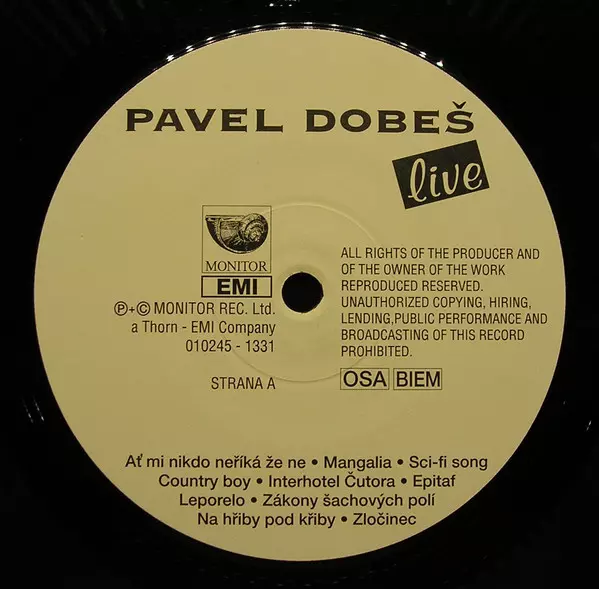 PAVEL DOBEŠ
live
MONITOR
EMI
℗+© MONITOR REC. Ltd.
a Thorn - EMI Company
010245 - 1331
STRANA A
ALL RIGHTS OF THE PRODUCER AND
OF THE OWNER OF THE WORK
REPRODUCED RESERVED.
UNAUTHORIZED COPYING, HIRING,
LENDING,PUBLIC PERFORMANCE AND
BROADCASTING OF THIS RECORD
PROHIBITED.
OSA BIEM
Ať mi nikdo neříká že ne • Mangalia • Sci-fi song
Country boy • Interhotel Čutora • Epitaf
Leporelo • Zákony šachových polí
Na hřiby pod křiby • Zločinec